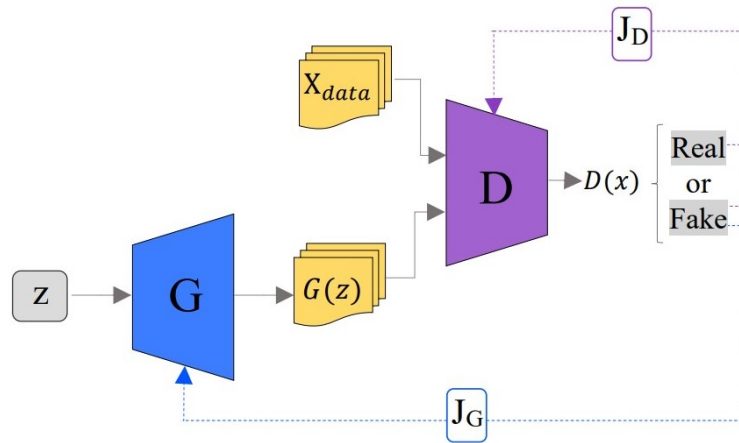 J_D
X_data
D
D(x)
Real
or
Fake
z
G
G(z)
J_G